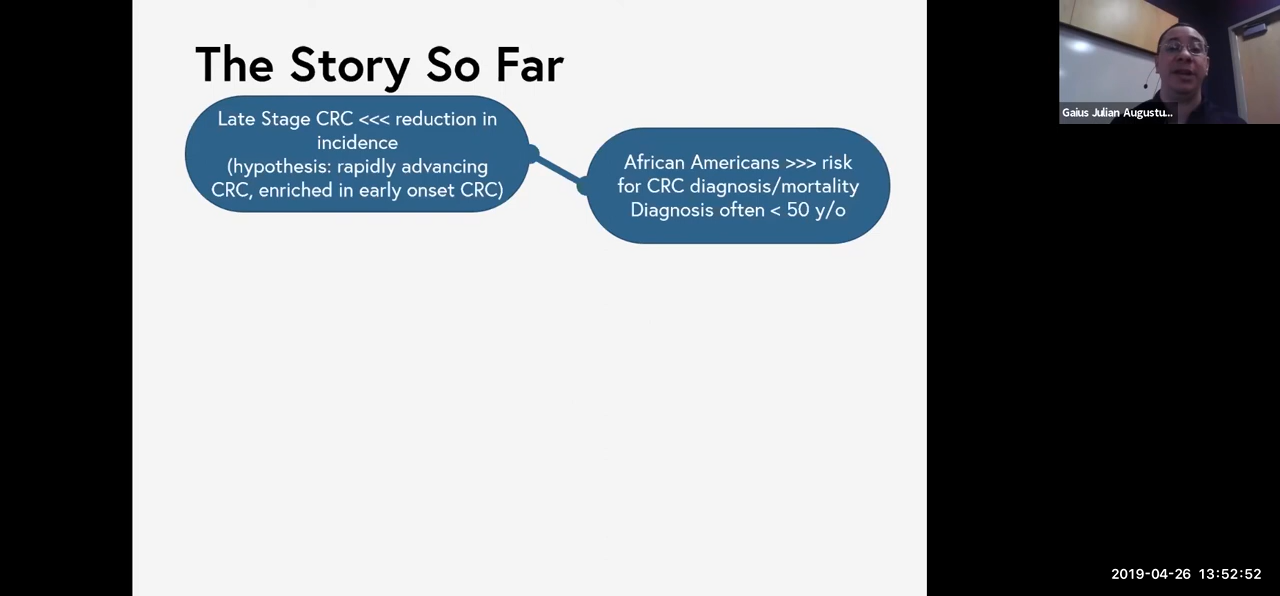 The Story So Far
Late Stage CRC <<< reduction in
incidence
(hypothesis: rapidly advancing
CRC, enriched in early onset CRC)
African Americans >>> risk
for CRC diagnosis/mortality
Diagnosis often < 50 y/o
Gaius Julian Augustu...
2019-04-26 13:52:52